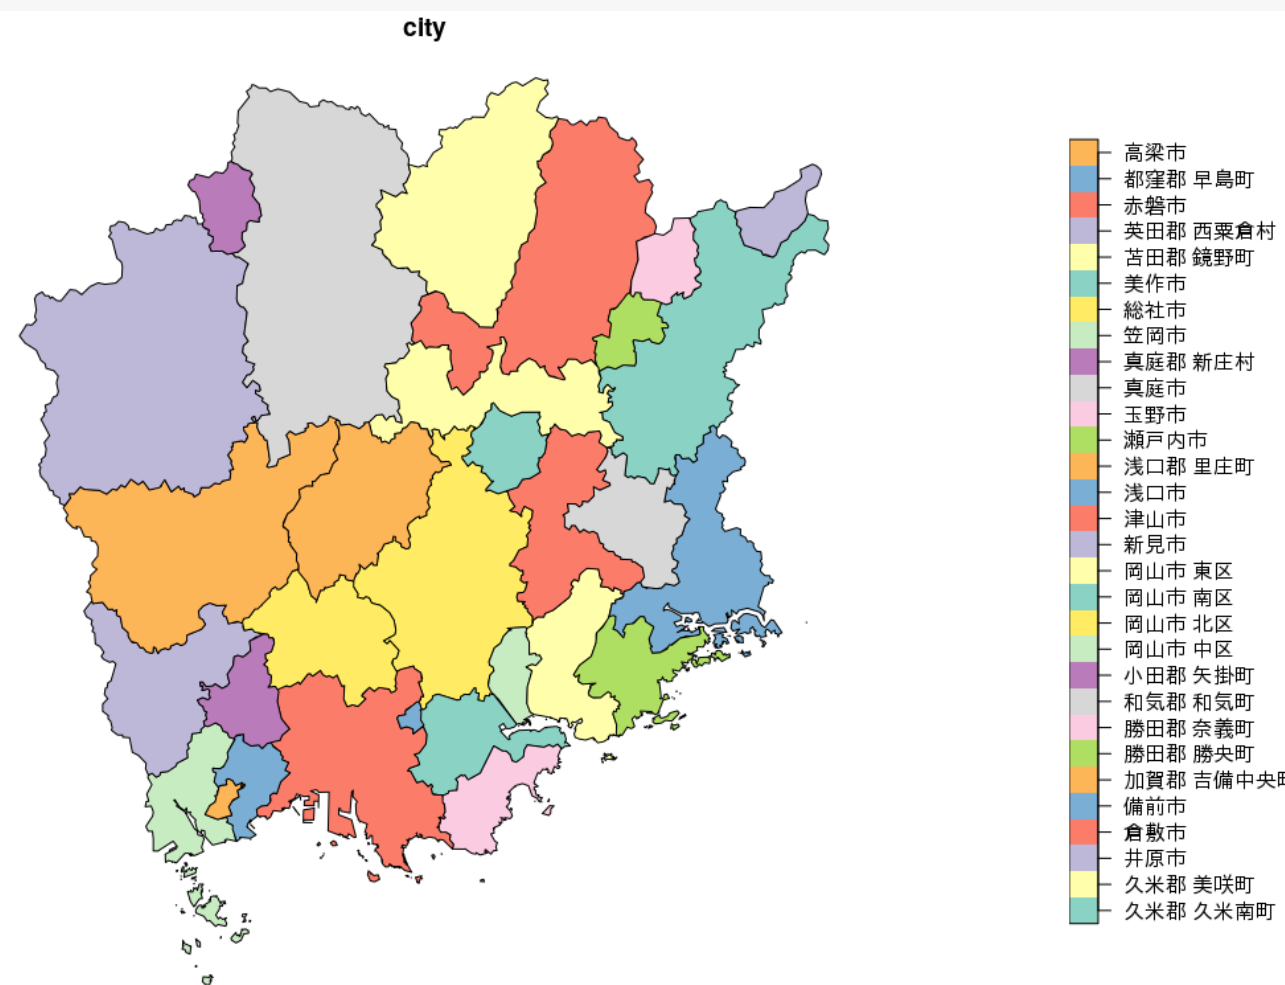 city
高梁市
都窪郡 早島町
赤磐市
英田郡 西粟倉村
苫田郡 鏡野町
美作市
総社市
笠岡市
真庭郡 新庄村
真庭市
玉野市
瀬戸内市
浅口郡 里庄町
浅口市
津山市
新見市
岡山市 東区
岡山市 南区
岡山市 北区
岡山市 中区
小田郡 矢掛町
和気郡 和気町
勝田郡 奈義町
勝田郡 勝央町
加賀郡 吉備中央町
備前市
倉敷市
井原市
久米郡 美咲町
久米郡 久米南町